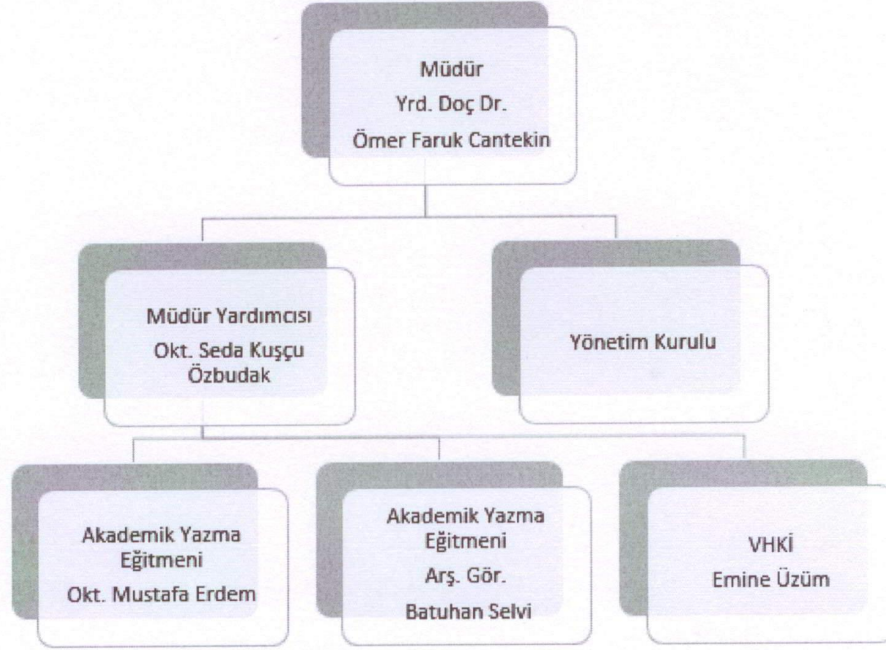 Müdür
Yrd. Doç Dr.
Ömer Faruk Cantekin
Müdür Yardımcısı
Okt. Seda Kuşçu
Özbudak
Yönetim Kurulu
Akademik Yazma
Eğitmeni
Okt. Mustafa Erdem
Akademik Yazma
Eğitmeni
Arş. Gör.
Batuhan Selvi
VHKİ
Emine Üzüm